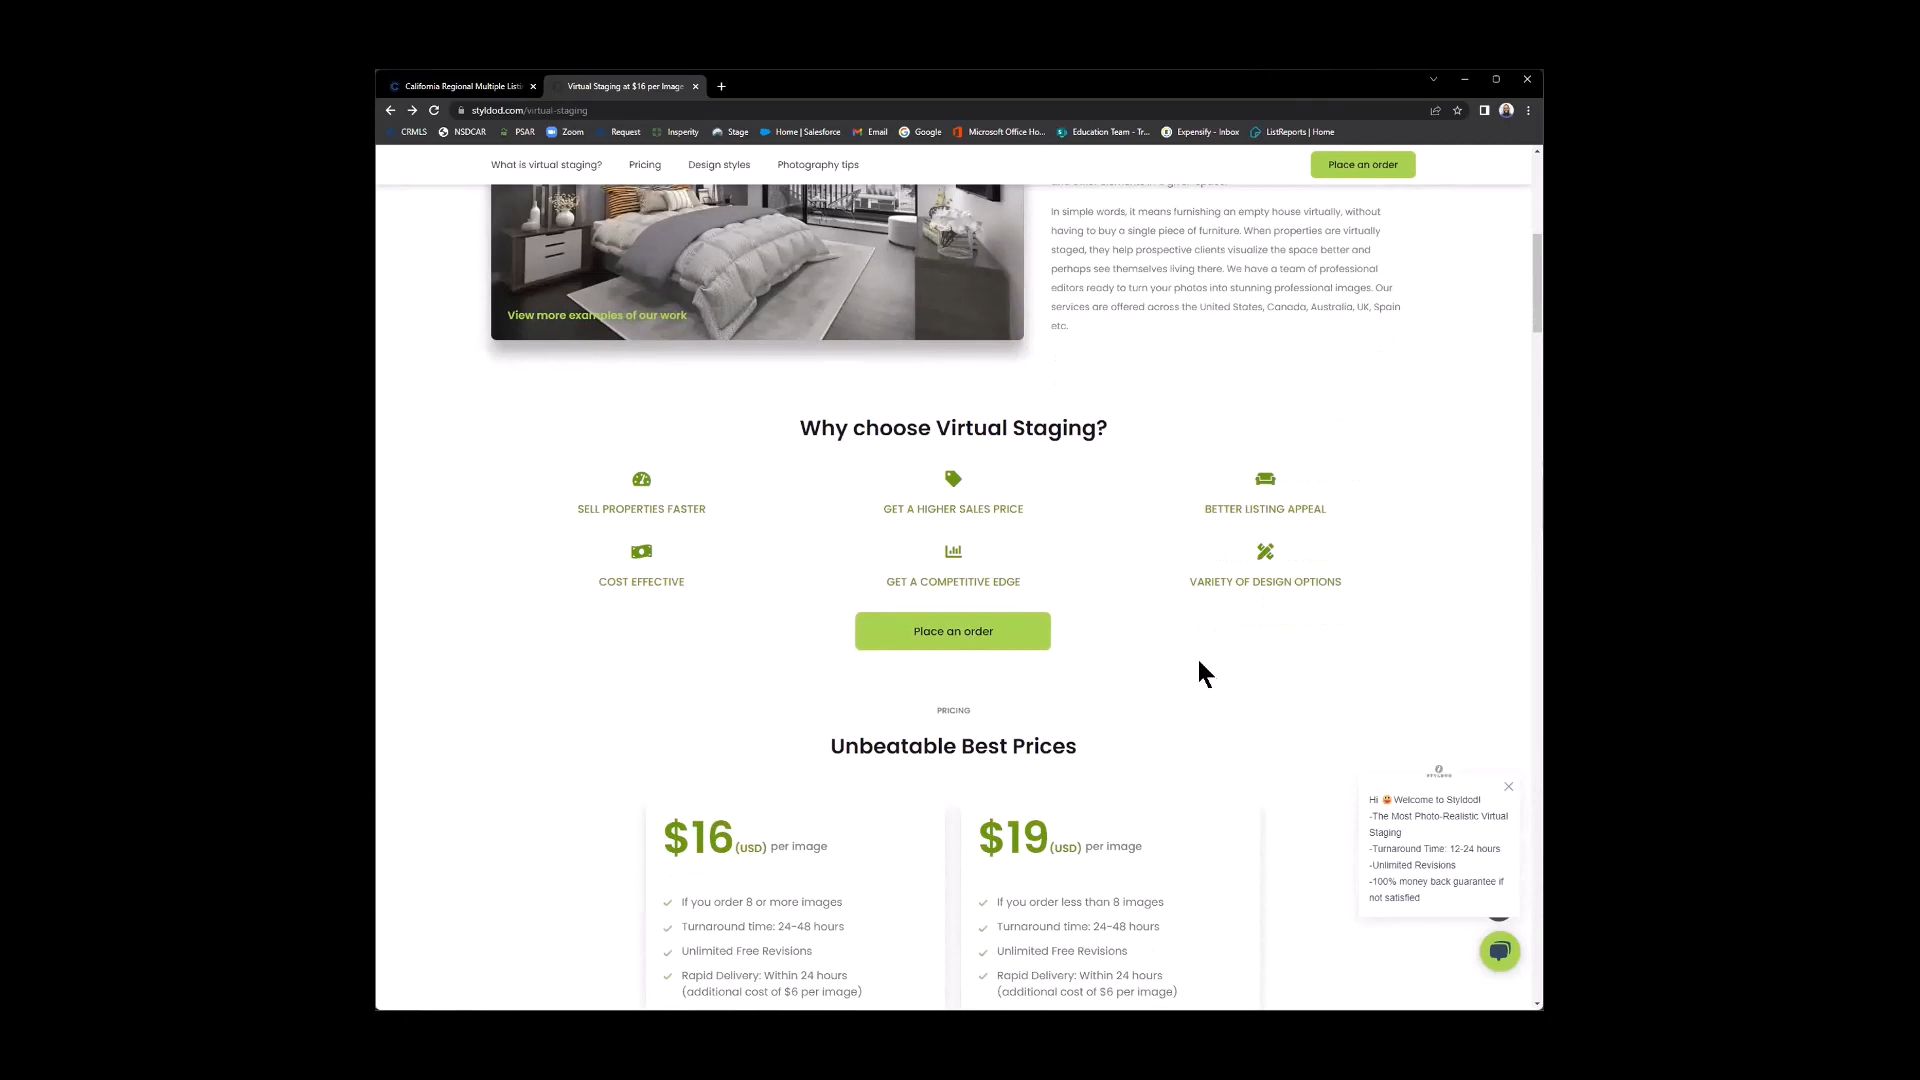 California Regional Multiple Listi
Virtual Staging at $16 per Image
styldod.com/virtual-staging
CRMLS
NSDCAR
PSAR
Zoom
Request
Insperity
Stage
Home | Salesforce
Email
Google
Microsoft Office Ho...
Education Team - Tr...
Expensify - Inbox
ListReports | Home
What is virtual staging?
Pricing
Design styles
Photography tips
Place an order
In simple words, it means furnishing an empty house virtually, without
having to buy a single piece of furniture. When properties are virtually
staged, they help prospective clients visualize the space better and
perhaps see themselves living there. We have a team of professional
editors ready to turn your photos into stunning professional images. Our
services are offered across the United States, Canada, Australia, UK, Spain
etc.
View more examples of our work
Why choose Virtual Staging?
SELL PROPERTIES FASTER
GET A HIGHER SALES PRICE
BETTER LISTING APPEAL
COST EFFECTIVE
GET A COMPETITIVE EDGE
VARIETY OF DESIGN OPTIONS
Place an order
PRICING
Unbeatable Best Prices
$16 (USD) per image
If you order 8 or more images
Turnaround time: 24-48 hours
Unlimited Free Revisions
Rapid Delivery: Within 24 hours
(additional cost of $6 per image)
$19 (USD) per image
If you order less than 8 images
Turnaround time: 24-48 hours
Unlimited Free Revisions
Rapid Delivery: Within 24 hours
(additional cost of $6 per image)
STYLDOD
Hi 😀 Welcome to Styldod!
-The Most Photo-Realistic Virtual
Staging
-Turnaround Time: 12-24 hours
-Unlimited Revisions
-100% money back guarantee if
not satisfied